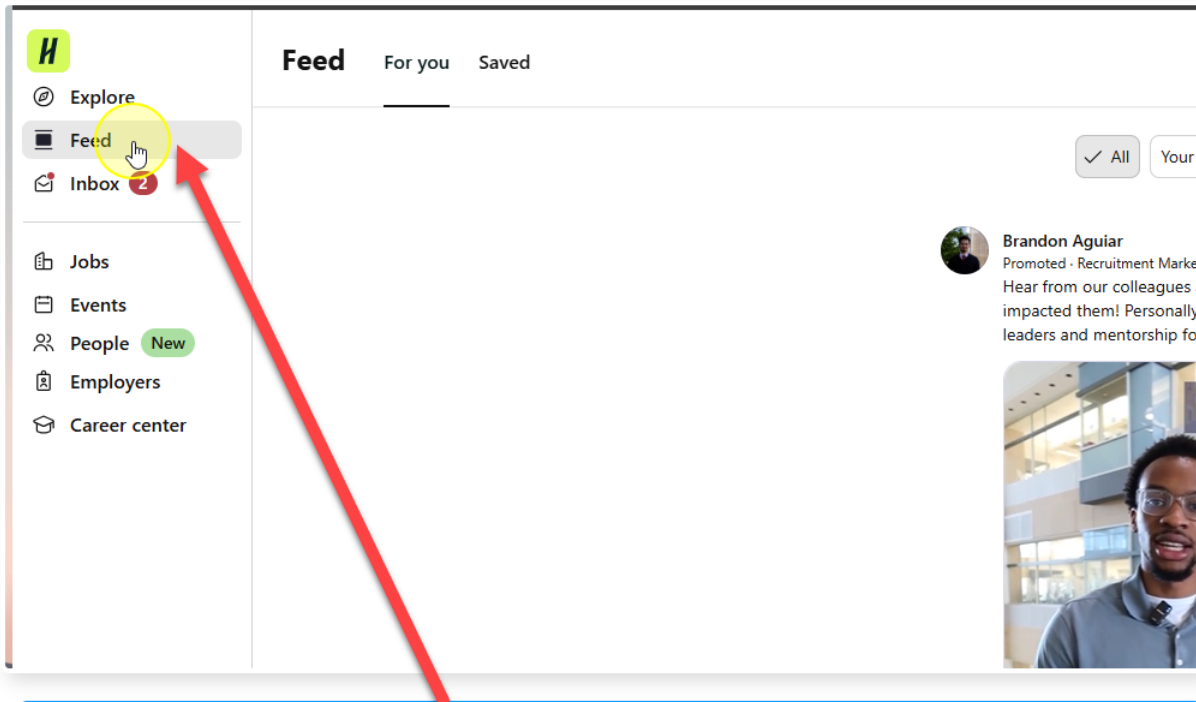 H
Explore
Feed
Inbox 2
Jobs
Events
People New
Employers
Career center
Feed For you Saved
All Your
Brandon Aguiar
Promoted · Recruitment Marke
Hear from our colleagues
impacted them! Personally
leaders and mentorship fo